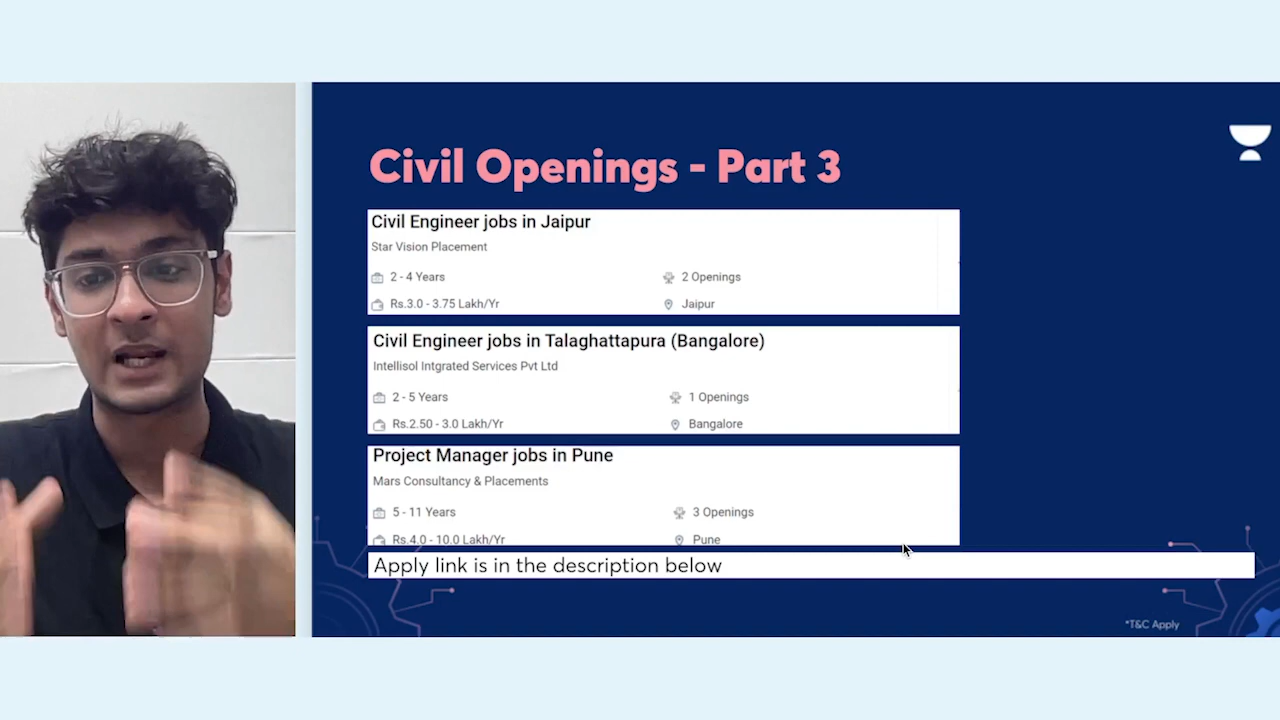 Civil Openings - Part 3
Civil Engineer jobs in Jaipur
Star Vision Placement
2 - 4 Years
2 Openings
Rs.3.0 - 3.75 Lakh/Yr
Jaipur
Civil Engineer jobs in Talaghattapura (Bangalore)
Intellisol Intgrated Services Pvt Ltd
2 - 5 Years
1 Openings
Rs.2.50 - 3.0 Lakh/Yr
Bangalore
Project Manager jobs in Pune
Mars Consultancy & Placements
5 - 11 Years
3 Openings
Rs.4.0 - 10.0 Lakh/Yr
Pune
Apply link is in the description below
*T&C Apply